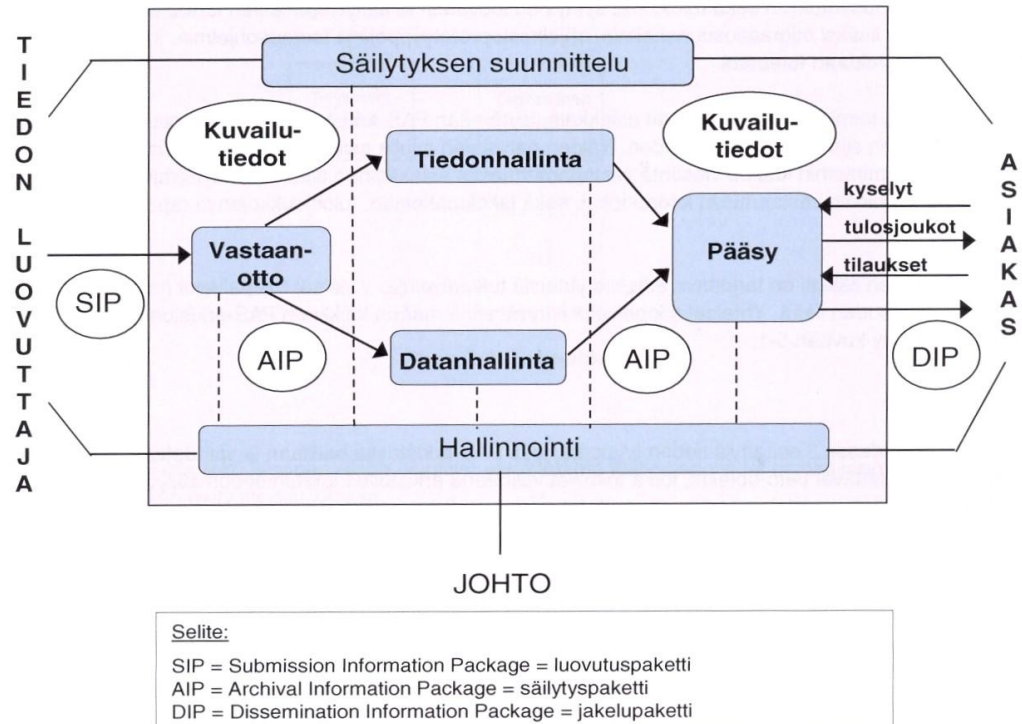 TIEDON LUOVUTTAJA
Säilytyksen suunnittelu
Kuvailu-
tiedot
Tiedonhallinta
Kuvailu-
tiedot
ASIAKAS
kyselyt
tulosjoukot
tilaukset
Vastaan-
otto
Pääsy
SIP
AIP
Datanhallinta
AIP
DIP
Hallinnointi
JOHTO
Selite:
SIP = Submission Information Package = luovutuspaketti
AIP = Archival Information Package = säilytyspaketti
DIP = Dissemination Information Package = jakelupaketti